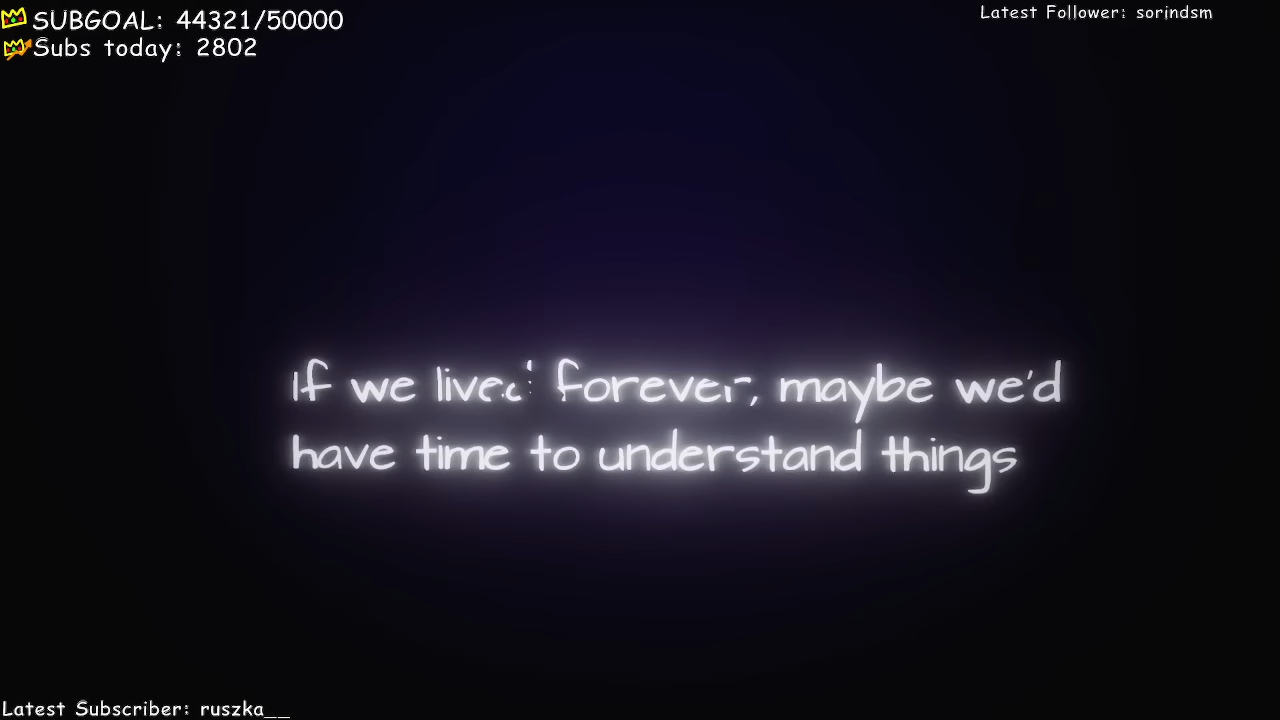 SUBGOAL: 44321/50000
Subs today: 2802
Latest Follower: sorindsm
If we lived forever, maybe we'd
have time to understand things
Latest Subscriber: ruszka__